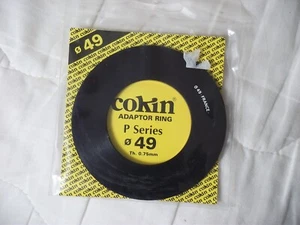 ø 49
ø 49 FRANCE
cokin
ADAPTOR RING
P Series
ø 49
Th. 0.75mm